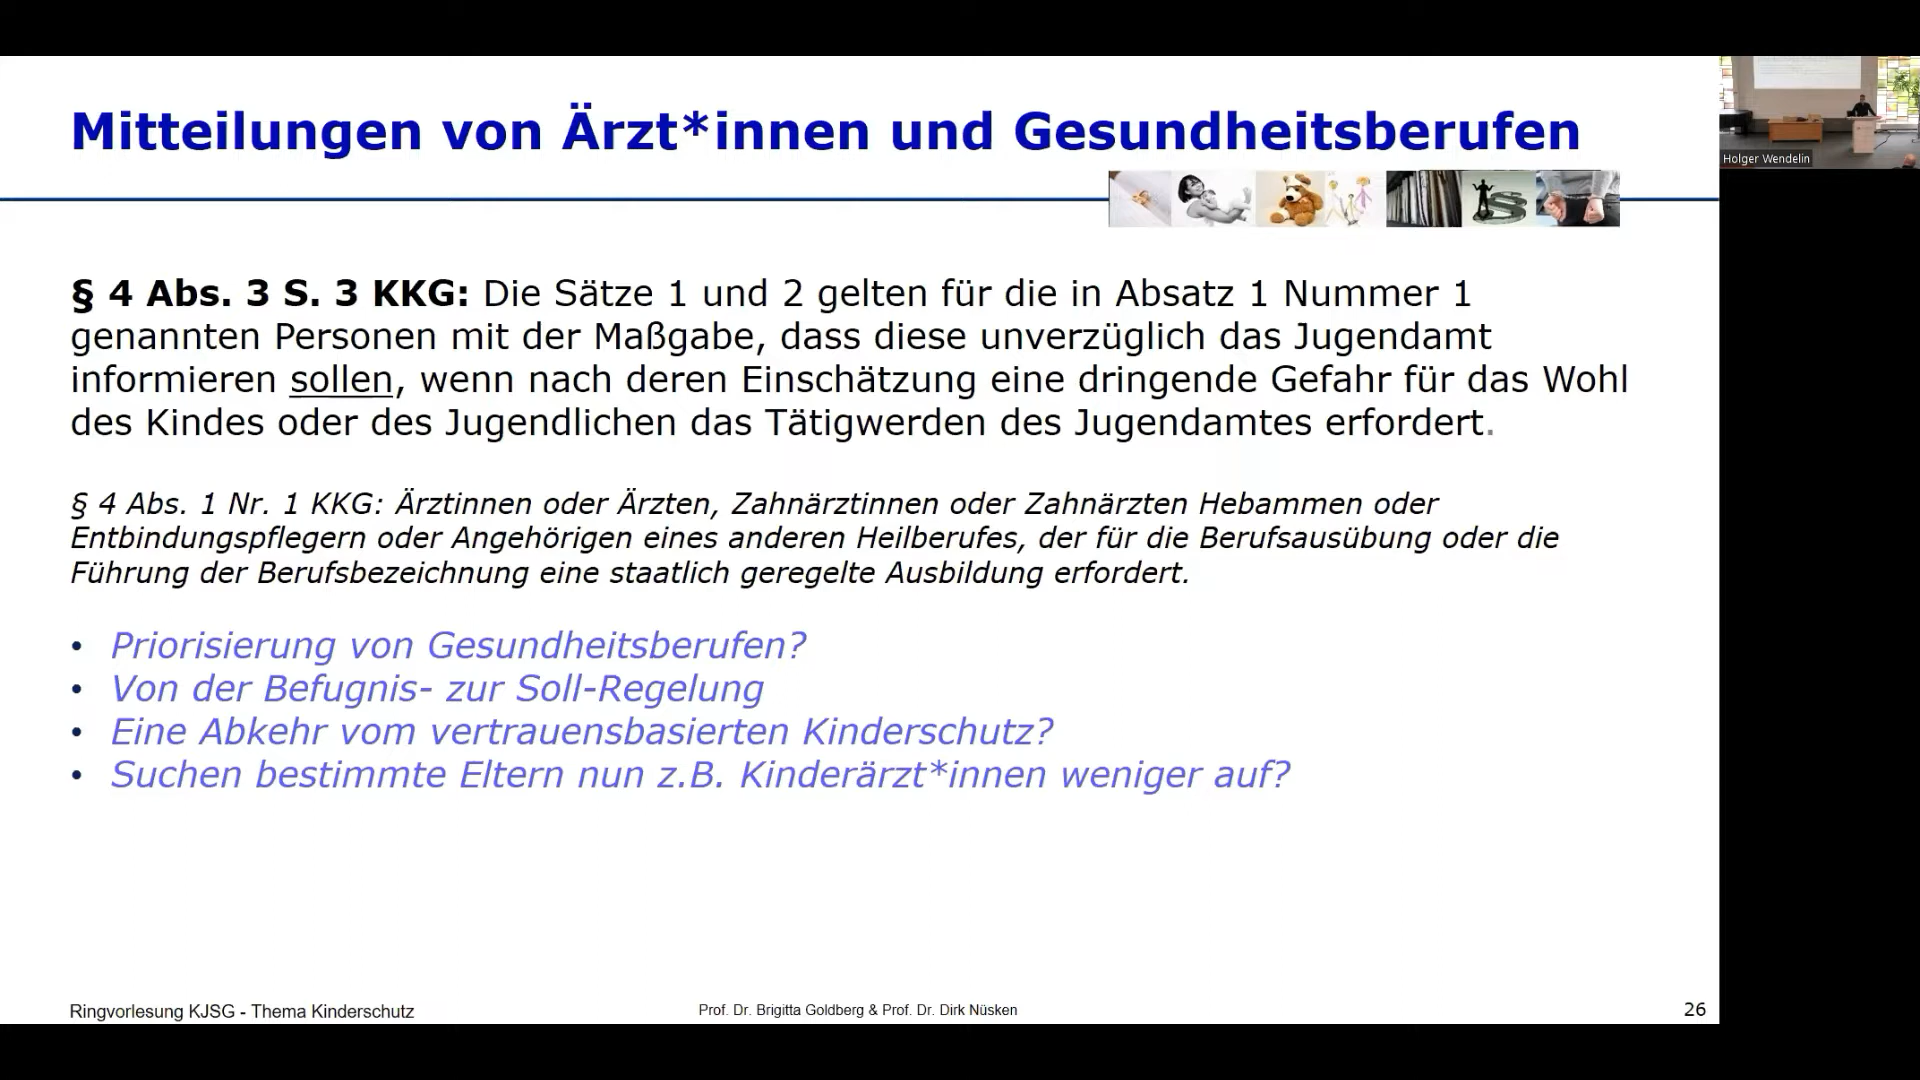 Mitteilungen von Ärzt*innen und Gesundheitsberufen
Holger Wendelin
§ 4 Abs. 3 S. 3 KKG: Die Sätze 1 und 2 gelten für die in Absatz 1 Nummer 1
genannten Personen mit der Maßgabe, dass diese unverzüglich das Jugendamt
informieren sollen, wenn nach deren Einschätzung eine dringende Gefahr für das Wohl
des Kindes oder des Jugendlichen das Tätigwerden des Jugendamtes erfordert.
§ 4 Abs. 1 Nr. 1 KKG: Ärztinnen oder Ärzten, Zahnärztinnen oder Zahnärzten Hebammen oder
Entbindungspflegern oder Angehörigen eines anderen Heilberufes, der für die Berufsausübung oder die
Führung der Berufsbezeichnung eine staatlich geregelte Ausbildung erfordert.
• Priorisierung von Gesundheitsberufen?
• Von der Befugnis- zur Soll-Regelung
• Eine Abkehr vom vertrauensbasierten Kinderschutz?
• Suchen bestimmte Eltern nun z.B. Kinderärzt*innen weniger auf?
Ringvorlesung KJSG - Thema Kinderschutz
Prof. Dr. Brigitta Goldberg & Prof. Dr. Dirk Nüsken
26